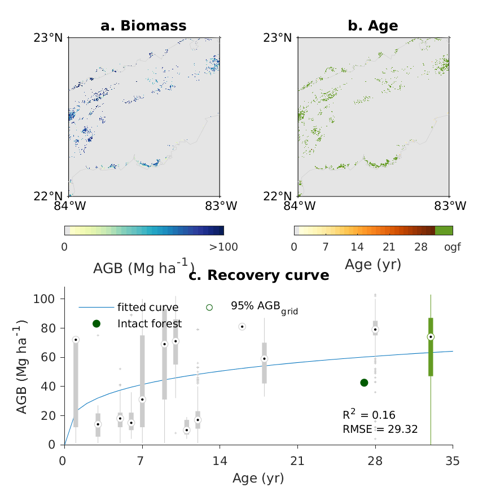 a. Biomass
b. Age
23°N
22°N
84°W
83°W
23°N
22°N
84°W
83°W
0
>100
AGB (Mg ha-1)
0 7 14 21 28 ogf
Age (yr)
c. Recovery curve
fitted curve
95% AGBgrid
Intact forest
AGB (Mg ha-1)
100
80
60
40
20
0
R2 = 0.16
RMSE = 29.32
0 7 14 21 28 35
Age (yr)